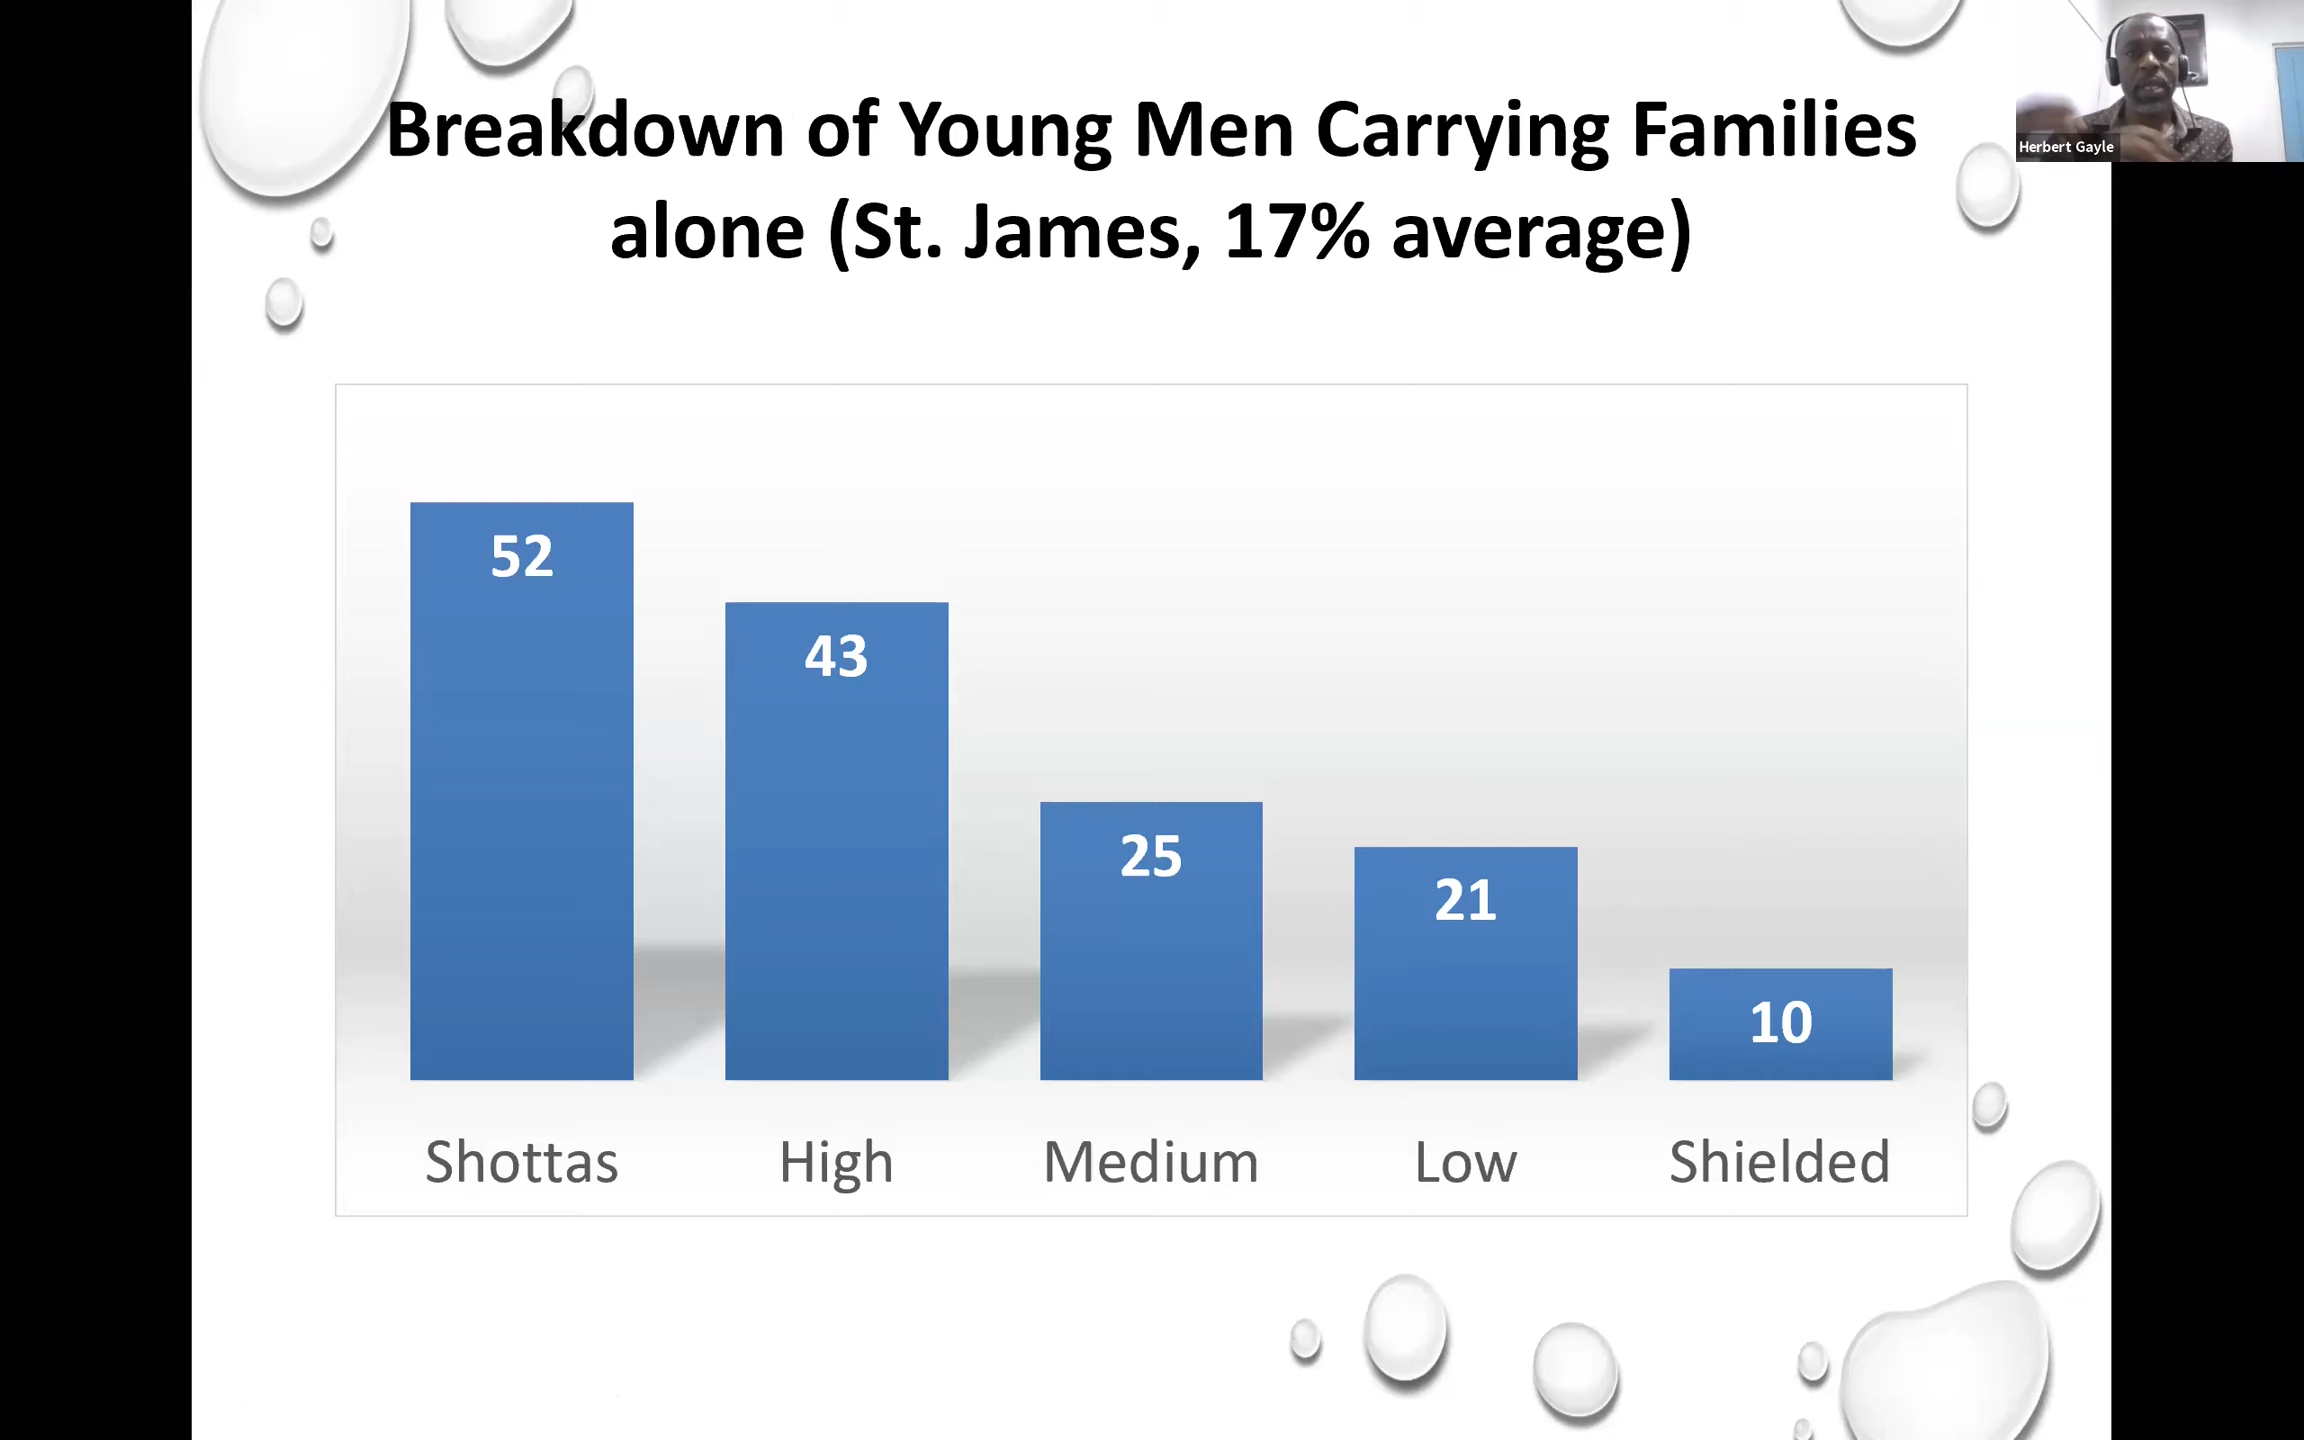 Breakdown of Young Men Carrying Families
alone (St. James, 17% average)
Herbert Gayle
52
43
25
21
10
Shottas
High
Medium
Low
Shielded